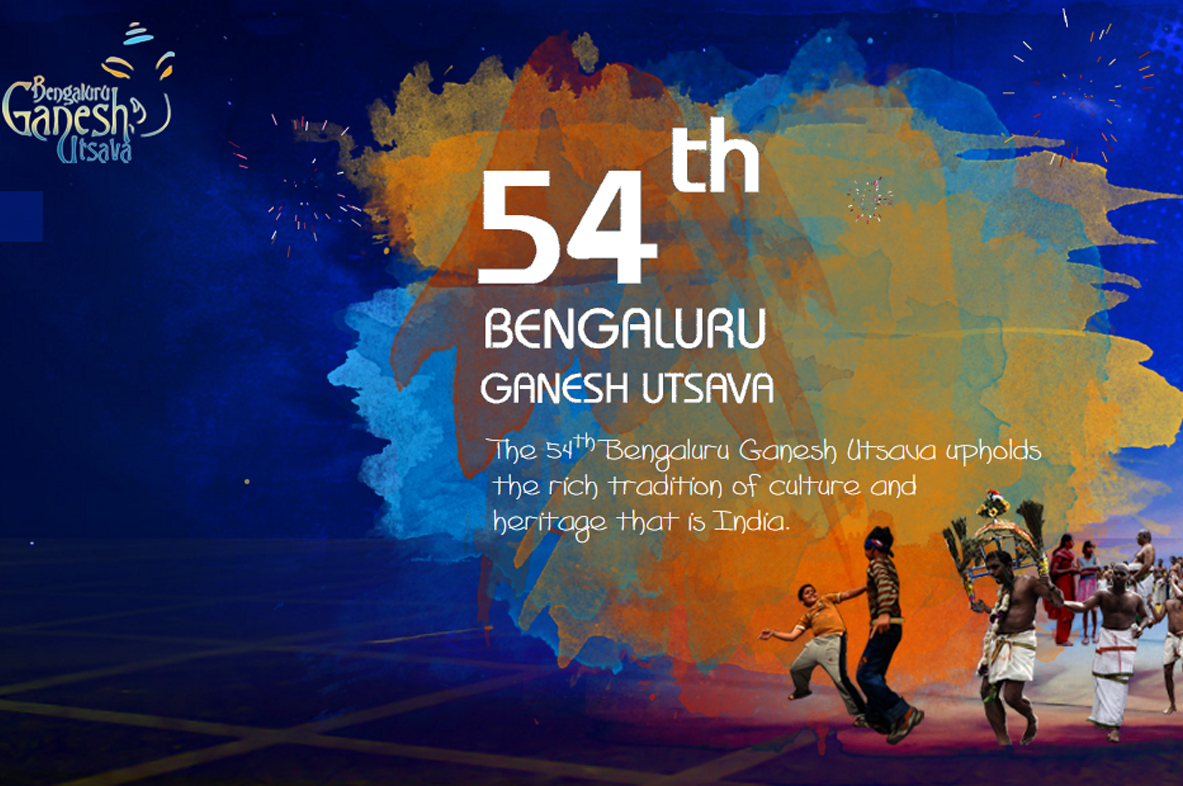 Bengaluru
Ganesh
Utsava
54th
BENGALURU
GANESH UTSAVA
The 54th Bengaluru Ganesh Utsava upholds
the rich tradition of culture and
heritage that is India.